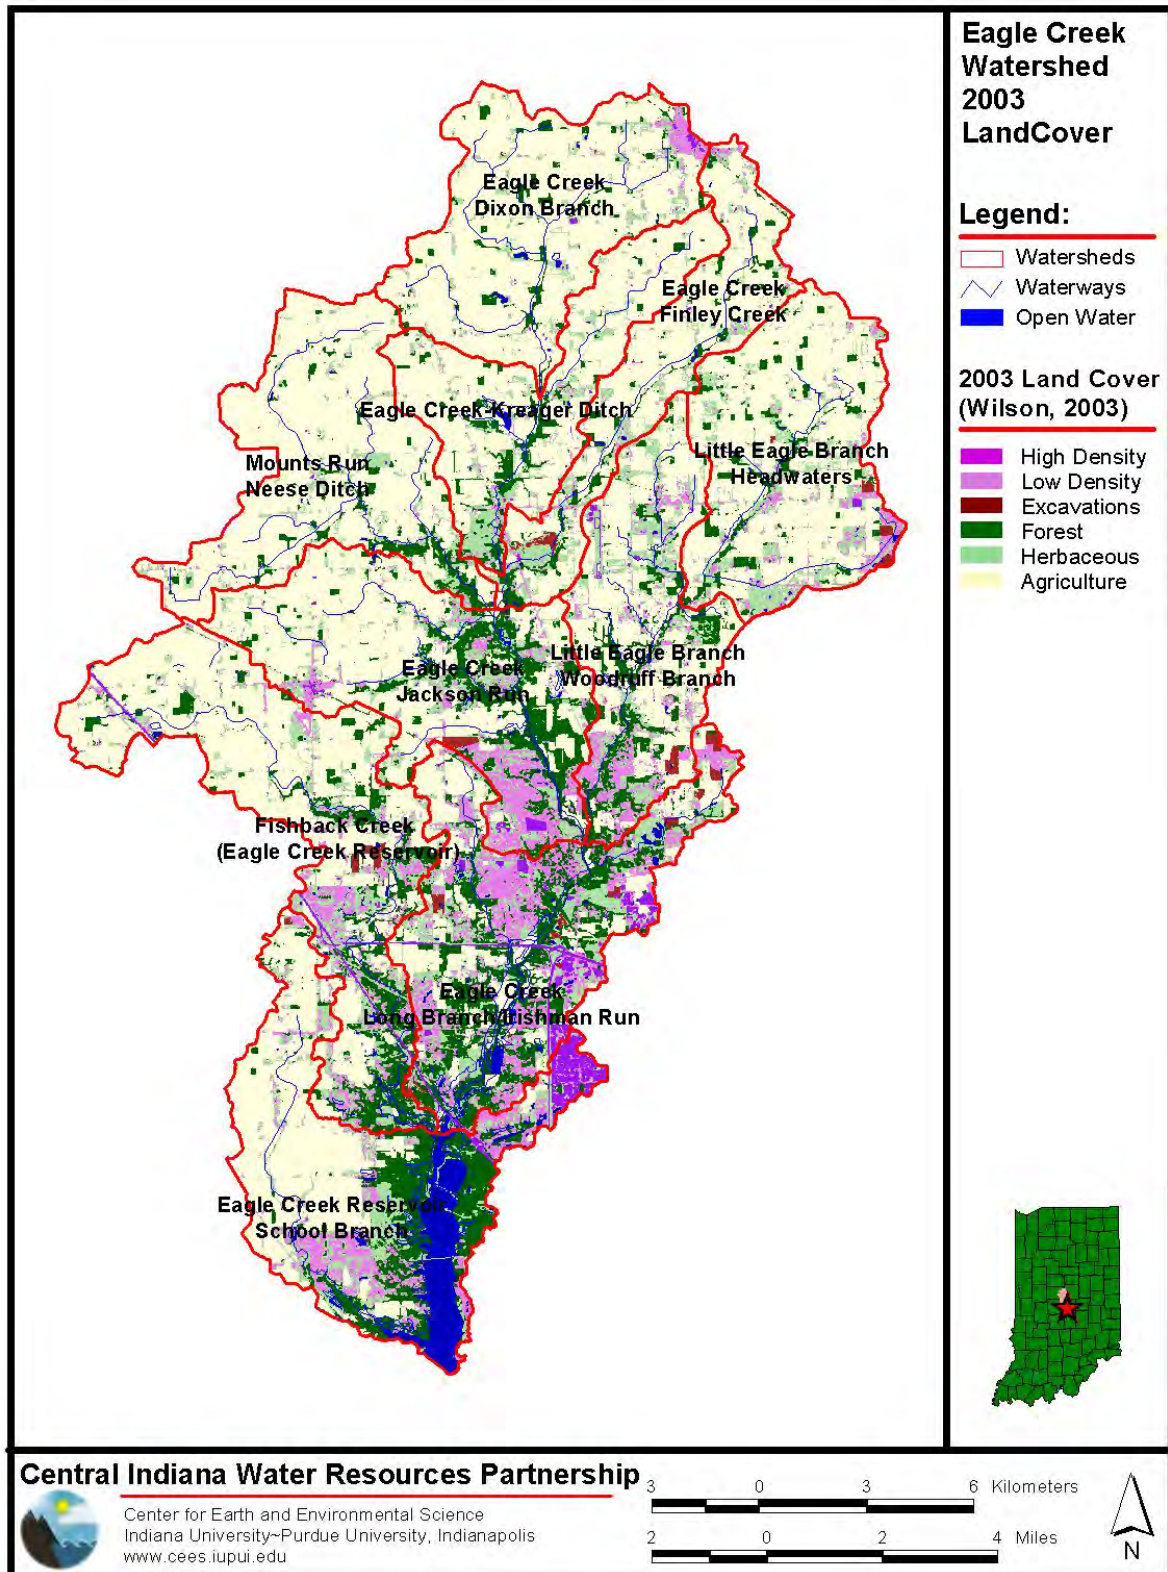 Eagle Creek
Watershed
2003
LandCover
Legend:
Watersheds
Waterways
Open Water
2003 Land Cover
(Wilson, 2003)
High Density
Low Density
Excavations
Forest
Herbaceous
Agriculture
Eagle Creek
Dixon Branch
Eagle Creek
Finley Creek
Eagle Creek-Kreager Ditch
Mounts Run
Neese Ditch
Little Eagle Branch
Headwaters
Eagle Creek
Jackson Run
Little Eagle Branch
Woodruff Branch
Fishback Creek
(Eagle Creek Reservoir)
Eagle Creek
Long Branch/Irishman Run
Eagle Creek Reservoir
School Branch
Central Indiana Water Resources Partnership
Center for Earth and Environmental Science
Indiana University~Purdue University, Indianapolis
www.cees.iupui.edu
3 0 3 6 Kilometers
2 0 2 4 Miles
N